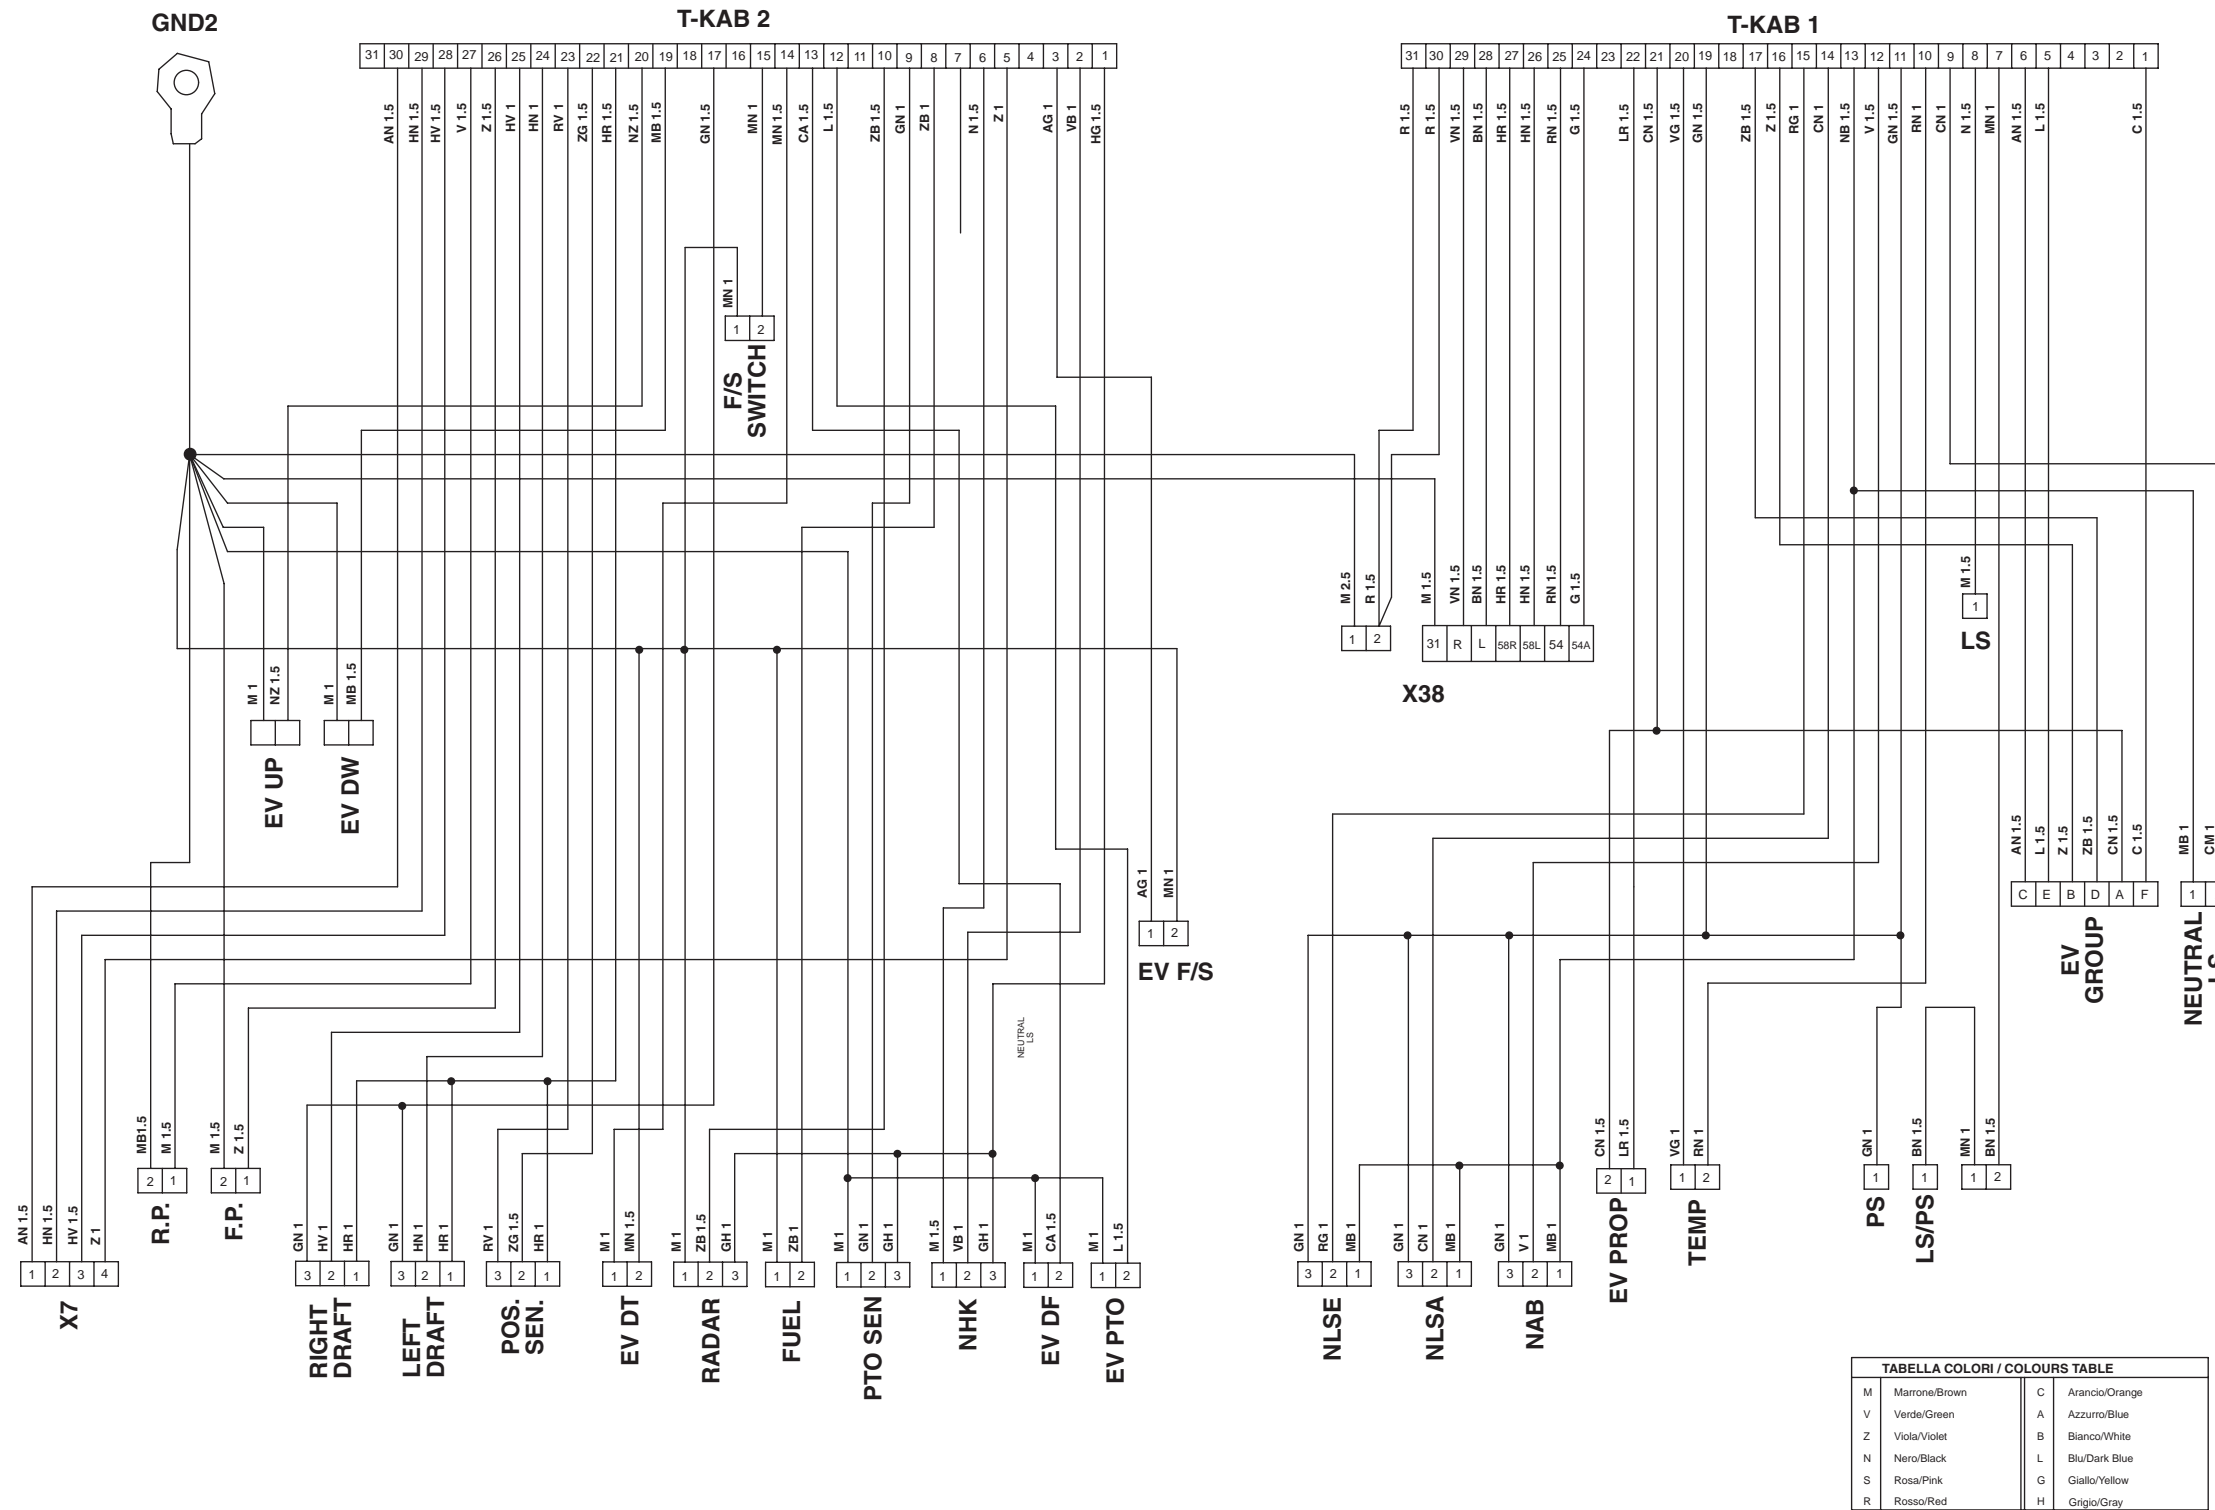 GND2
T-KAB 2
T-KAB 1
31 30 29 28 27 26 25 24 23 22 21 20 19 18 17 16 15 14 13 12 11 10 9 8 7 6 5 4 3 2 1
31 30 29 28 27 26 25 24 23 22 21 20 19 18 17 16 15 14 13 12 11 10 9 8 7 6 5 4 3 2 1
AN 1.5
HN 1.5
HV 1.5
V 1.5
Z 1.5
HV 1
HN 1
RV 1
ZG 1.5
HR 1.5
NZ 1.5
MB 1.5
GN 1.5
MN 1
MN 1.5
CA 1.5
L 1.5
ZB 1.5
GN 1
ZB 1
N 1.5
Z 1
AG 1
VB 1
HG 1.5
R 1.5
R 1.5
VN 1.5
BN 1.5
HR 1.5
HN 1.5
RN 1.5
G 1.5
LR 1.5
CN 1.5
VG 1.5
GN 1.5
ZB 1.5
Z 1.5
RG 1
CN 1
NB 1.5
V 1.5
GN 1.5
RN 1
CN 1
N 1.5
MN 1
AN 1.5
L 1.5
C 1.5
MN 1
1 2
F/S
SWITCH
M 2.5
R 1.5
1 2
M 1.5
VN 1.5
BN 1.5
HR 1.5
HN 1.5
RN 1.5
G 1.5
31 R L 58R 58L 54 54A
X38
M 1.5
1
LS
M 1
NZ 1.5
EV UP
M 1
MB 1.5
EV DW
AG 1
MN 1
1 2
EV F/S
AN 1.5
L 1.5
Z 1.5
ZB 1.5
CN 1.5
C 1.5
C E B D A F
EV
GROUP
MB 1
CM 1
1
NEUTRAL
NEUTRAL
LS
MB1.5
M 1.5
2 1
R.P.
M 1.5
Z 1.5
2 1
F.P.
CN 1.5
LR 1.5
2 1
EV PROP
VG 1
RN 1
1 2
TEMP
GN 1
1
PS
BN 1.5
1
LS/PS
MN 1
BN 1.5
1 2
AN 1.5
HN 1.5
HV 1.5
Z 1
1 2 3 4
X7
GN 1
HV 1
HR 1
3 2 1
RIGHT
DRAFT
GN 1
HN 1
HR 1
3 2 1
LEFT
DRAFT
RV 1
ZG 1.5
HR 1
3 2 1
POS.
SEN.
M 1
MN 1.5
1 2
EV DT
M 1
ZB 1.5
GH 1
1 2 3
RADAR
M 1
ZB 1
1 2
FUEL
M 1
GN 1
GH 1
1 2 3
PTO SEN
M 1.5
VB 1
GH 1
1 2 3
NHK
M 1
CA 1.5
1 2
EV DF
M 1
L 1.5
1 2
EV PTO
GN 1
RG 1
MB 1
3 2 1
NLSE
GN 1
CN 1
MB 1
3 2 1
NLSA
GN 1
V 1
MB 1
3 2 1
NAB
TABELLA COLORI / COLOURS TABLE
M Marrone/Brown C Arancio/Orange
V Verde/Green A Azzurro/Blue
Z Viola/Violet B Bianco/White
N Nero/Black L Blu/Dark Blue
S Rosa/Pink G Giallo/Yellow
R Rosso/Red H Grigio/Gray